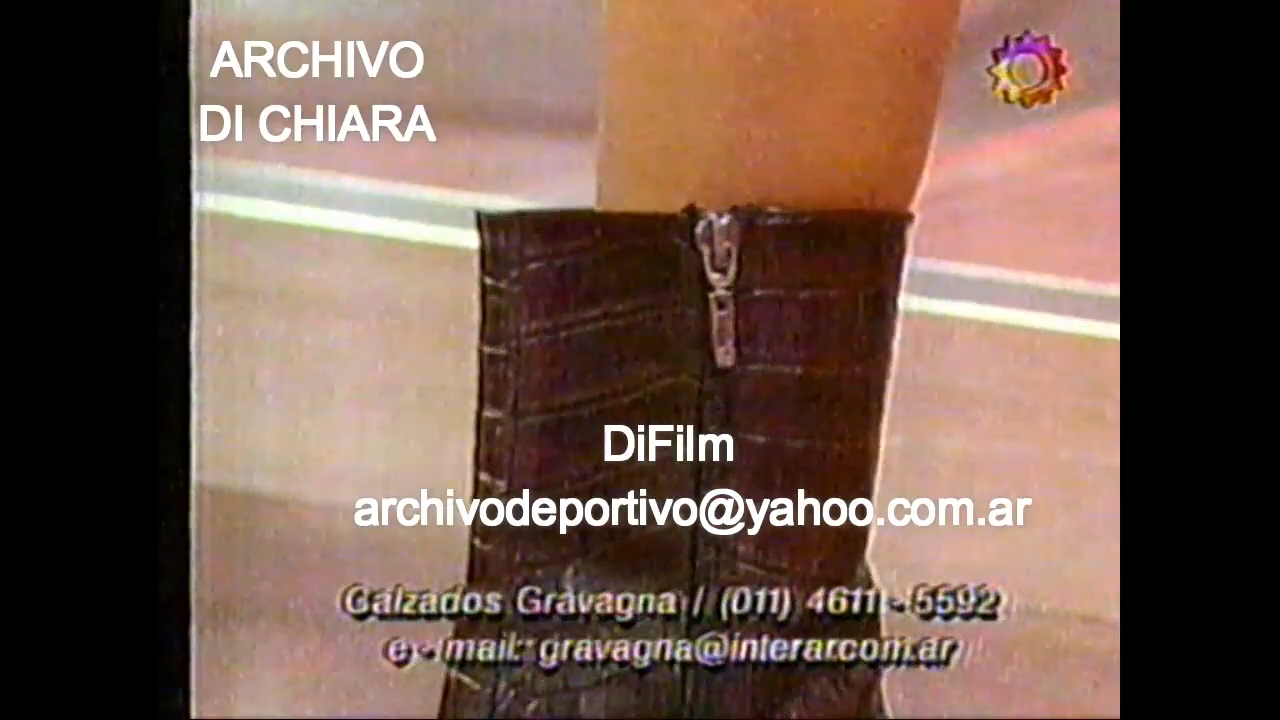 ARCHIVO
DI CHIARA
DiFilm
archivodeportivo@yahoo.com.ar
Calzados Gravagna / (011) 4611 - 5592
e-mail: gravagna@interar.com.ar